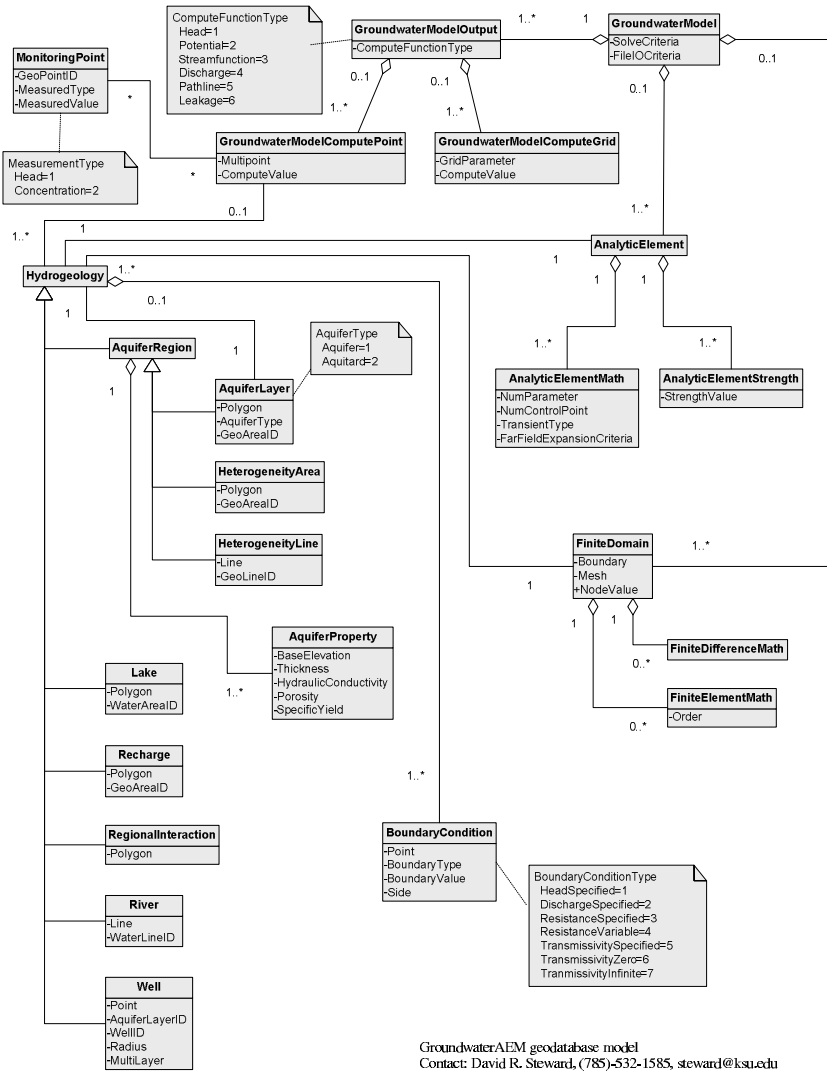 ComputeFunctionType
Head=1
Potential=2
Streamfunction=3
Discharge=4
Pathline=5
Leakage=6
GroundwaterModelOutput
-ComputeFunctionType
1..*
1
GroundwaterModel
-SolveCriteria
-FileIOCriteria
0..1
0..1
MonitoringPoint
-GeoPointID
-MeasuredType
-MeasuredValue
*
0..1
0..1
1..*
1..*
MeasurementType
Head=1
Concentration=2
GroundwaterModelComputePoint
-Multipoint
-ComputeValue
*
GroundwaterModelComputeGrid
-GridParameter
-ComputeValue
0..1
1..*
1..*
1
AnalyticElement
1
1
1
Hydrogeology
1..*
0..1
1
1
AquiferRegion
1
AquiferType
Aquifer=1
Aquitard=2
1..*
1..*
AquiferLayer
-Polygon
-AquiferType
-GeoAreaID
AnalyticElementMath
-NumParameter
-NumControlPoint
-TransientType
-FarFieldExpansionCriteria
AnalyticElementStrength
-StrengthValue
HeterogeneityArea
-Polygon
-GeoAreaID
HeterogeneityLine
-Line
-GeoLineID
FiniteDomain
-Boundary
-Mesh
+NodeValue
1..*
1
1
1
AquiferProperty
-BaseElevation
-Thickness
-HydraulicConductivity
-Porosity
-SpecificYield
1..*
FiniteDifferenceMath
0..*
FiniteElementMath
-Order
0..*
Lake
-Polygon
-WaterAreaID
Recharge
-Polygon
-GeoAreaID
1..*
RegionalInteraction
-Polygon
BoundaryCondition
-Point
-BoundaryType
-BoundaryValue
-Side
BoundaryConditionType
HeadSpecified=1
DischargeSpecified=2
ResistanceSpecified=3
ResistanceVariable=4
TransmissivitySpecified=5
TransmissivityZero=6
TranmissivityInfinite=7
River
-Line
-WaterLineID
Well
-Point
-AquiferLayerID
-WellID
-Radius
-MultiLayer
GroundwaterAEM geodatabase model
Contact: David R. Steward, (785)-532-1585, steward@ksu.edu